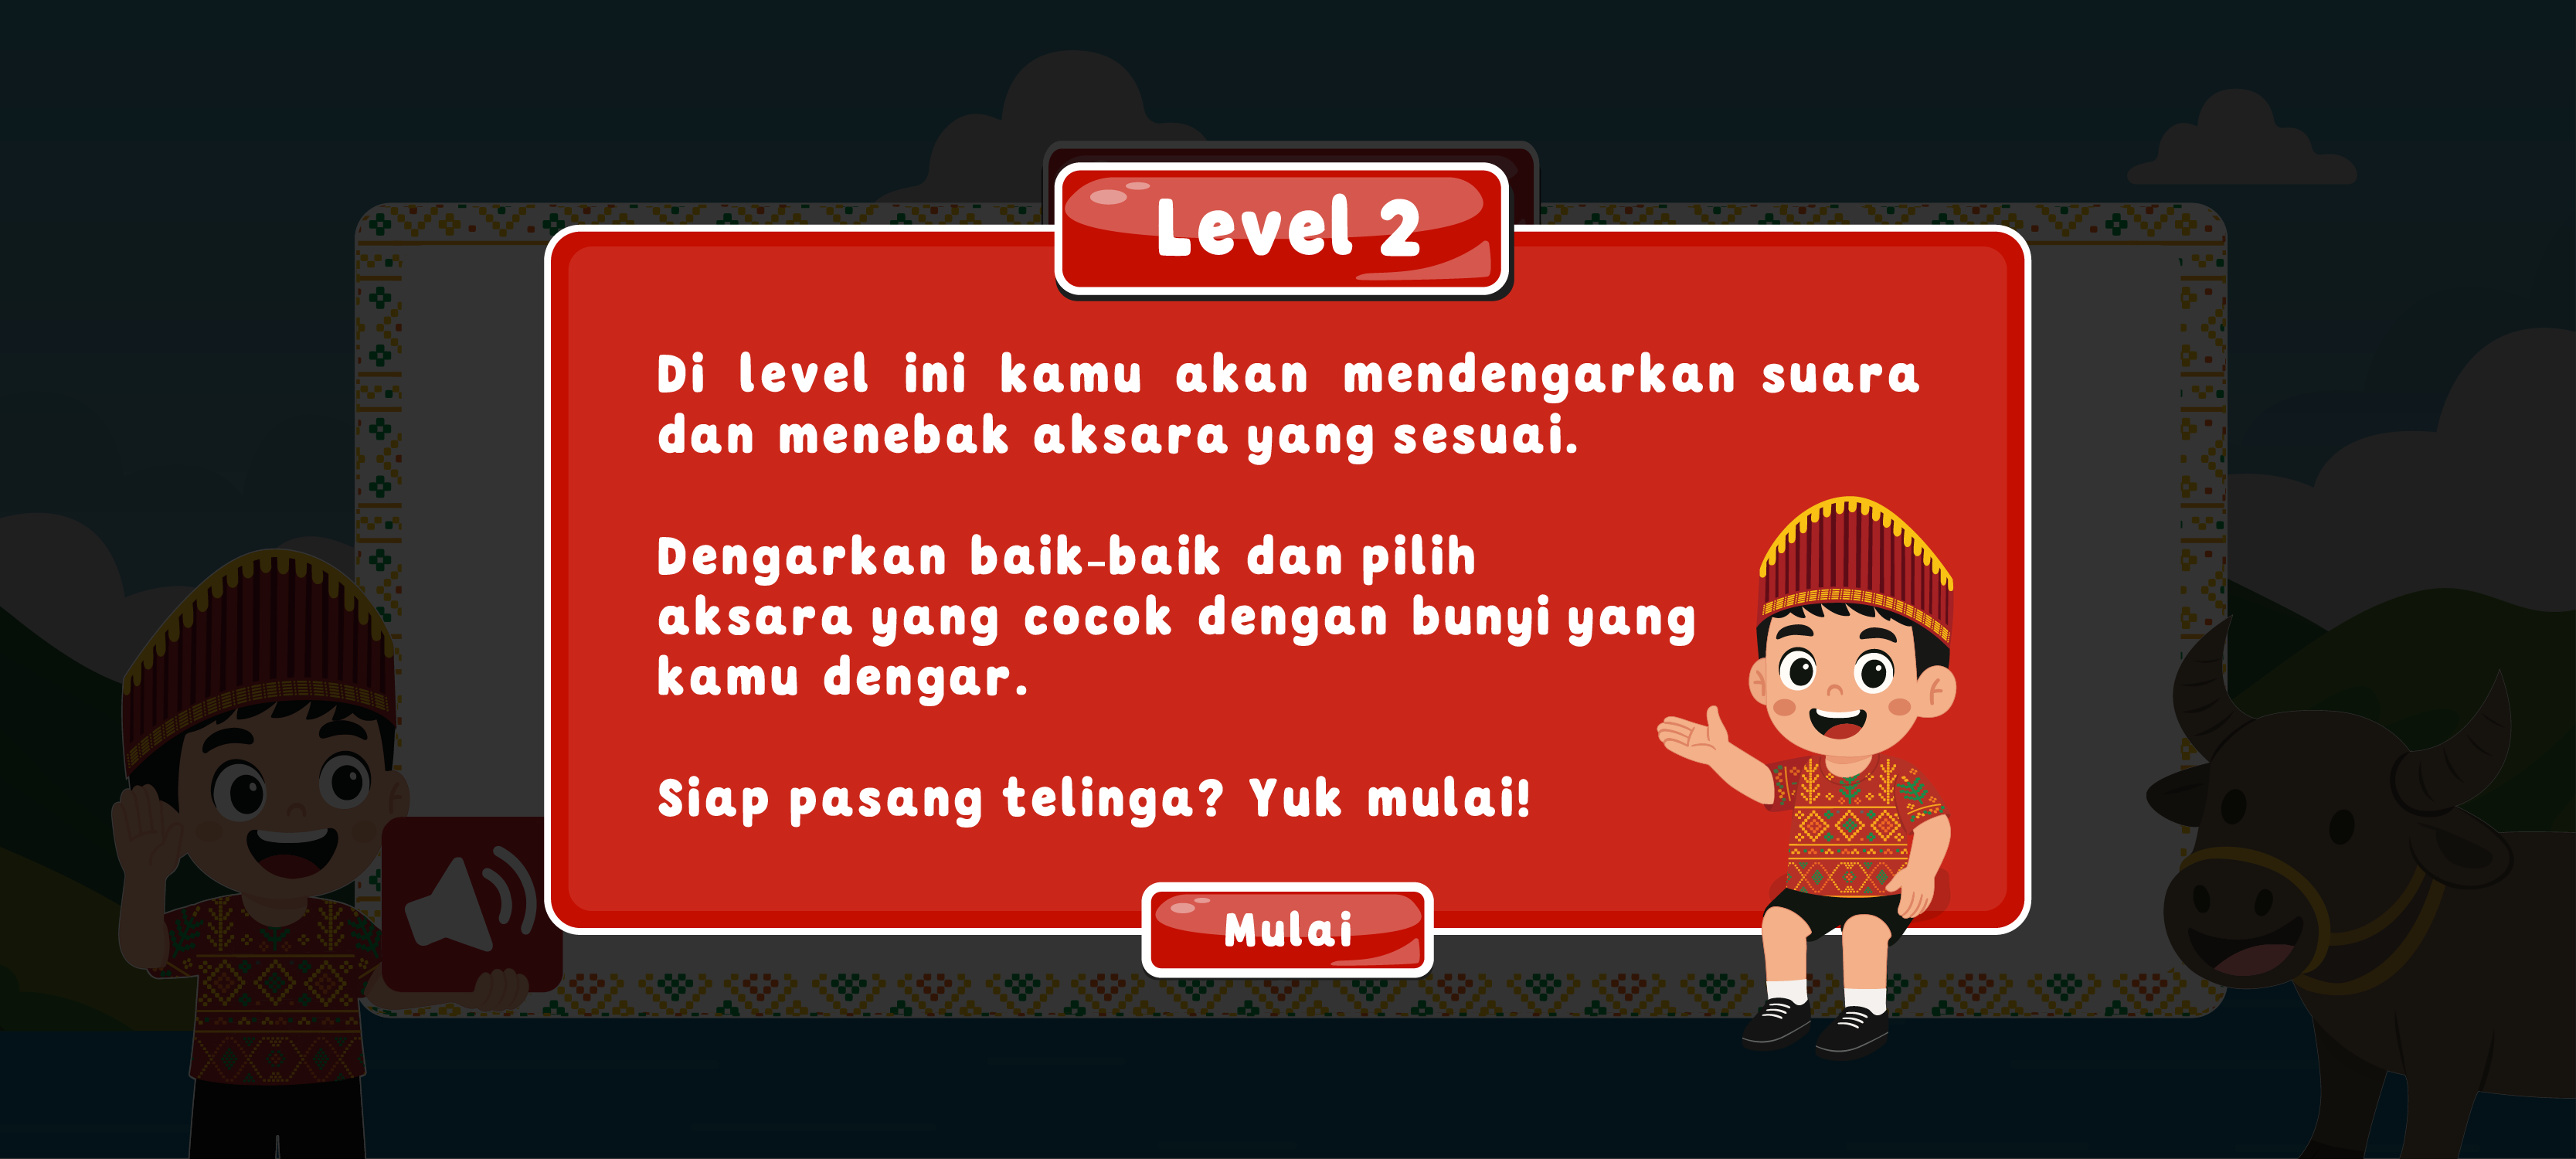 Level 2
Di level ini kamu akan mendengarkan suara
dan menebak aksara yang sesuai.
Dengarkan baik-baik dan pilih
aksara yang cocok dengan bunyi yang
kamu dengar.
Siap pasang telinga? Yuk mulai!
Mulai